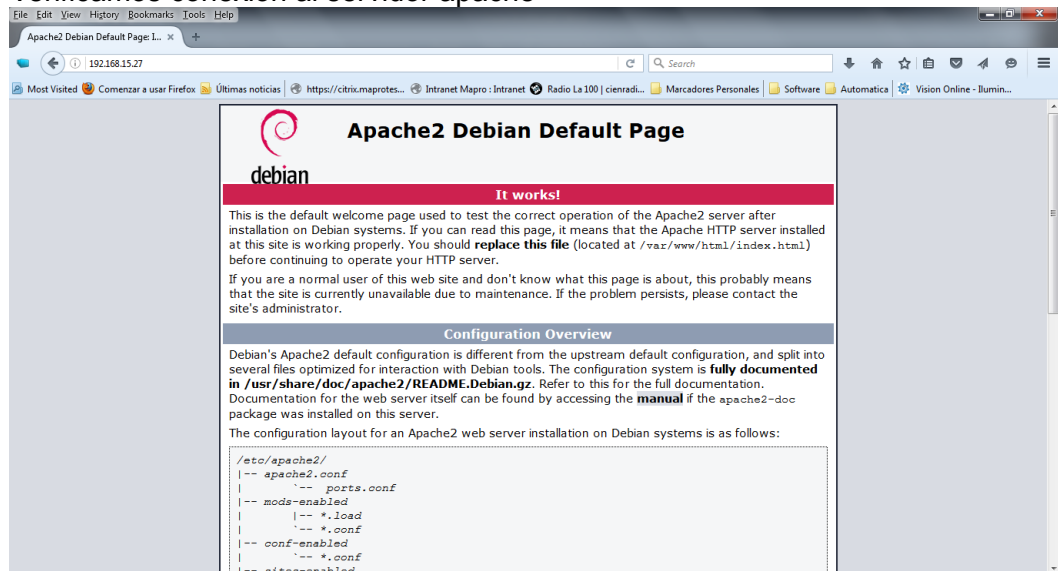 Verificamos conexión al servidor apache
File Edit View History Bookmarks Tools Help
Apache2 Debian Default Page: I... × +
192.168.15.27 Search
Most Visited Comenzar a usar Firefox Últimas noticias https://citrix.maprotes... Intranet Mapro : Intranet Radio La 100 | cienradi... Marcadores Personales Software Automatica Vision Online - Ilumin...
Apache2 Debian Default Page
debian
It works!
This is the default welcome page used to test the correct operation of the Apache2 server after
installation on Debian systems. If you can read this page, it means that the Apache HTTP server installed
at this site is working properly. You should replace this file (located at /var/www/html/index.html)
before continuing to operate your HTTP server.
If you are a normal user of this web site and don't know what this page is about, this probably means
that the site is currently unavailable due to maintenance. If the problem persists, please contact the
site's administrator.
Configuration Overview
Debian's Apache2 default configuration is different from the upstream default configuration, and split into
several files optimized for interaction with Debian tools. The configuration system is fully documented
in /usr/share/doc/apache2/README.Debian.gz. Refer to this for the full documentation.
Documentation for the web server itself can be found by accessing the manual if the apache2-doc
package was installed on this server.
The configuration layout for an Apache2 web server installation on Debian systems is as follows:
/etc/apache2/
|-- apache2.conf
|       `-- ports.conf
|-- mods-enabled
|       |-- *.load
|       `-- *.conf
|-- conf-enabled
|       `-- *.conf
|-- sites-enabled